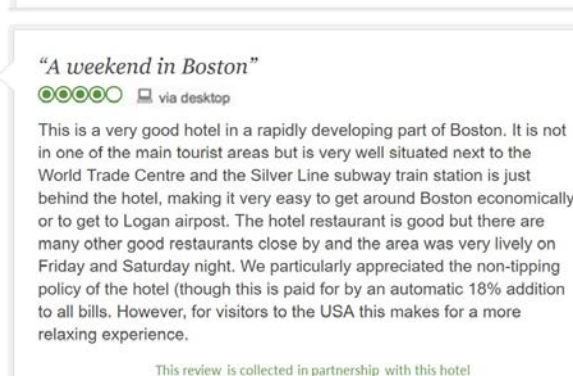 “A weekend in Boston”
via desktop
This is a very good hotel in a rapidly developing part of Boston. It is not
in one of the main tourist areas but is very well situated next to the
World Trade Centre and the Silver Line subway train station is just
behind the hotel, making it very easy to get around Boston economically
or to get to Logan airpost. The hotel restaurant is good but there are
many other good restaurants close by and the area was very lively on
Friday and Saturday night. We particularly appreciated the non-tipping
policy of the hotel (though this is paid for by an automatic 18% addition
to all bills. However, for visitors to the USA this makes for a more
relaxing experience.
This review is collected in partnership with this hotel